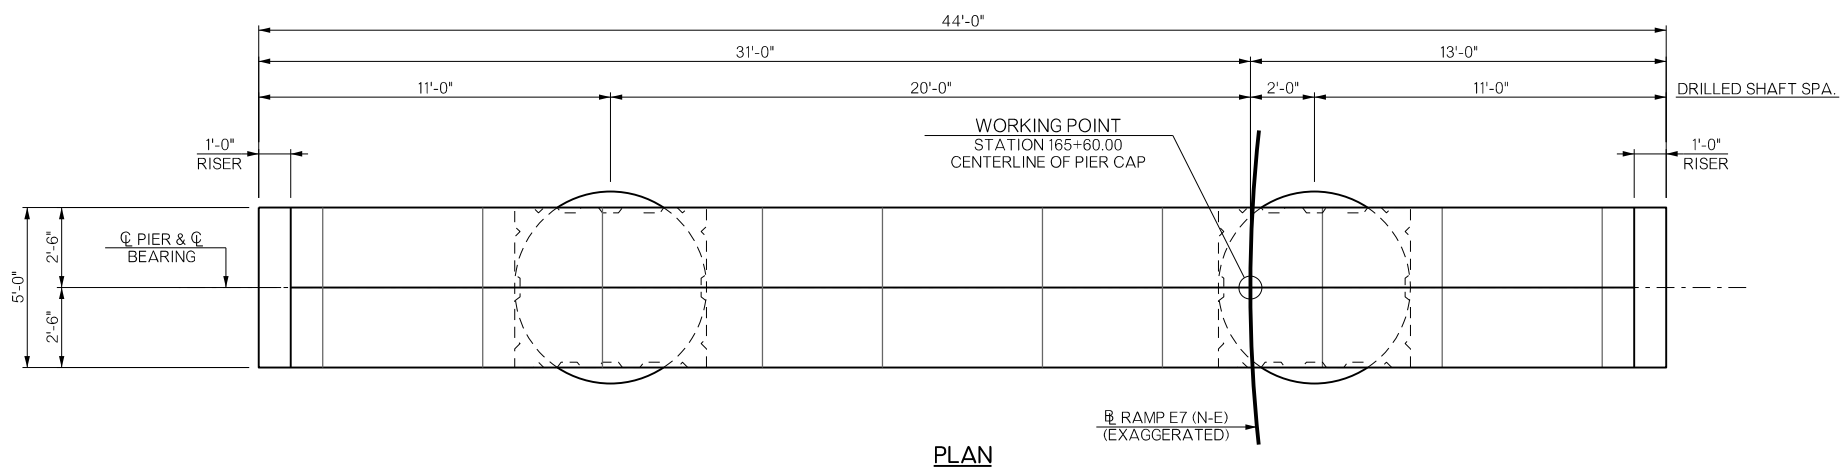 44'-0"
31'-0"
13'-0"
11'-0"
20'-0"
2'-0"
11'-0"
DRILLED SHAFT SPA.
1'-0"
RISER
WORKING POINT
STATION 165+60.00
CENTERLINE OF PIER CAP
1'-0"
RISER
℄ PIER & ℄
BEARING
5'-0"
2'-6"
2'-6"
BL RAMP E7 (N-E)
(EXAGGERATED)
PLAN